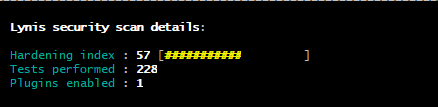 Lynis security scan details:
Hardening index : 57 [########### ]
Tests performed : 228
Plugins enabled : 1